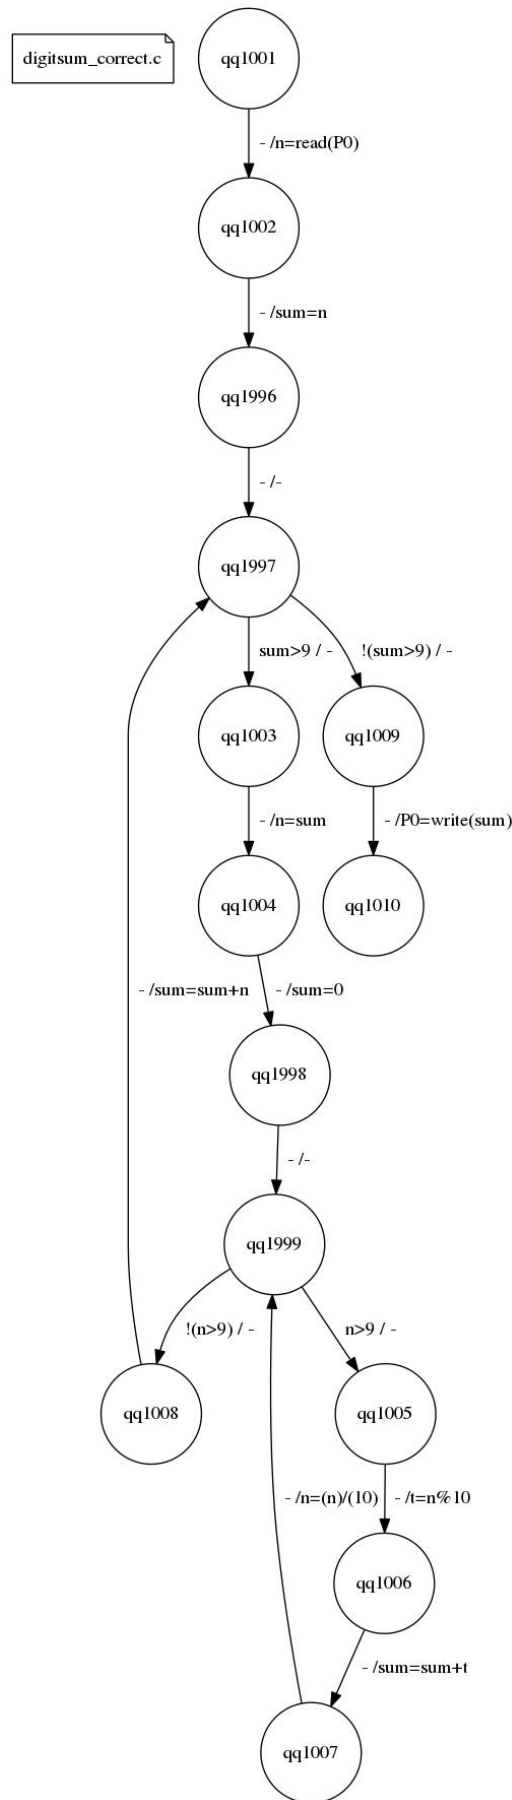 digitsum_correct.c
qq1001
- /n=read(P0)
qq1002
- /sum=n
qq1996
- /-
qq1997
sum>9 / -
!(sum>9) / -
qq1003
qq1009
- /n=sum
- /P0=write(sum)
qq1004
qq1010
- /sum=sum+n
- /sum=0
qq1998
- /-
qq1999
!(n>9) / -
n>9 / -
qq1008
qq1005
- /n=(n)/(10)
- /t=n%10
qq1006
- /sum=sum+t
qq1007